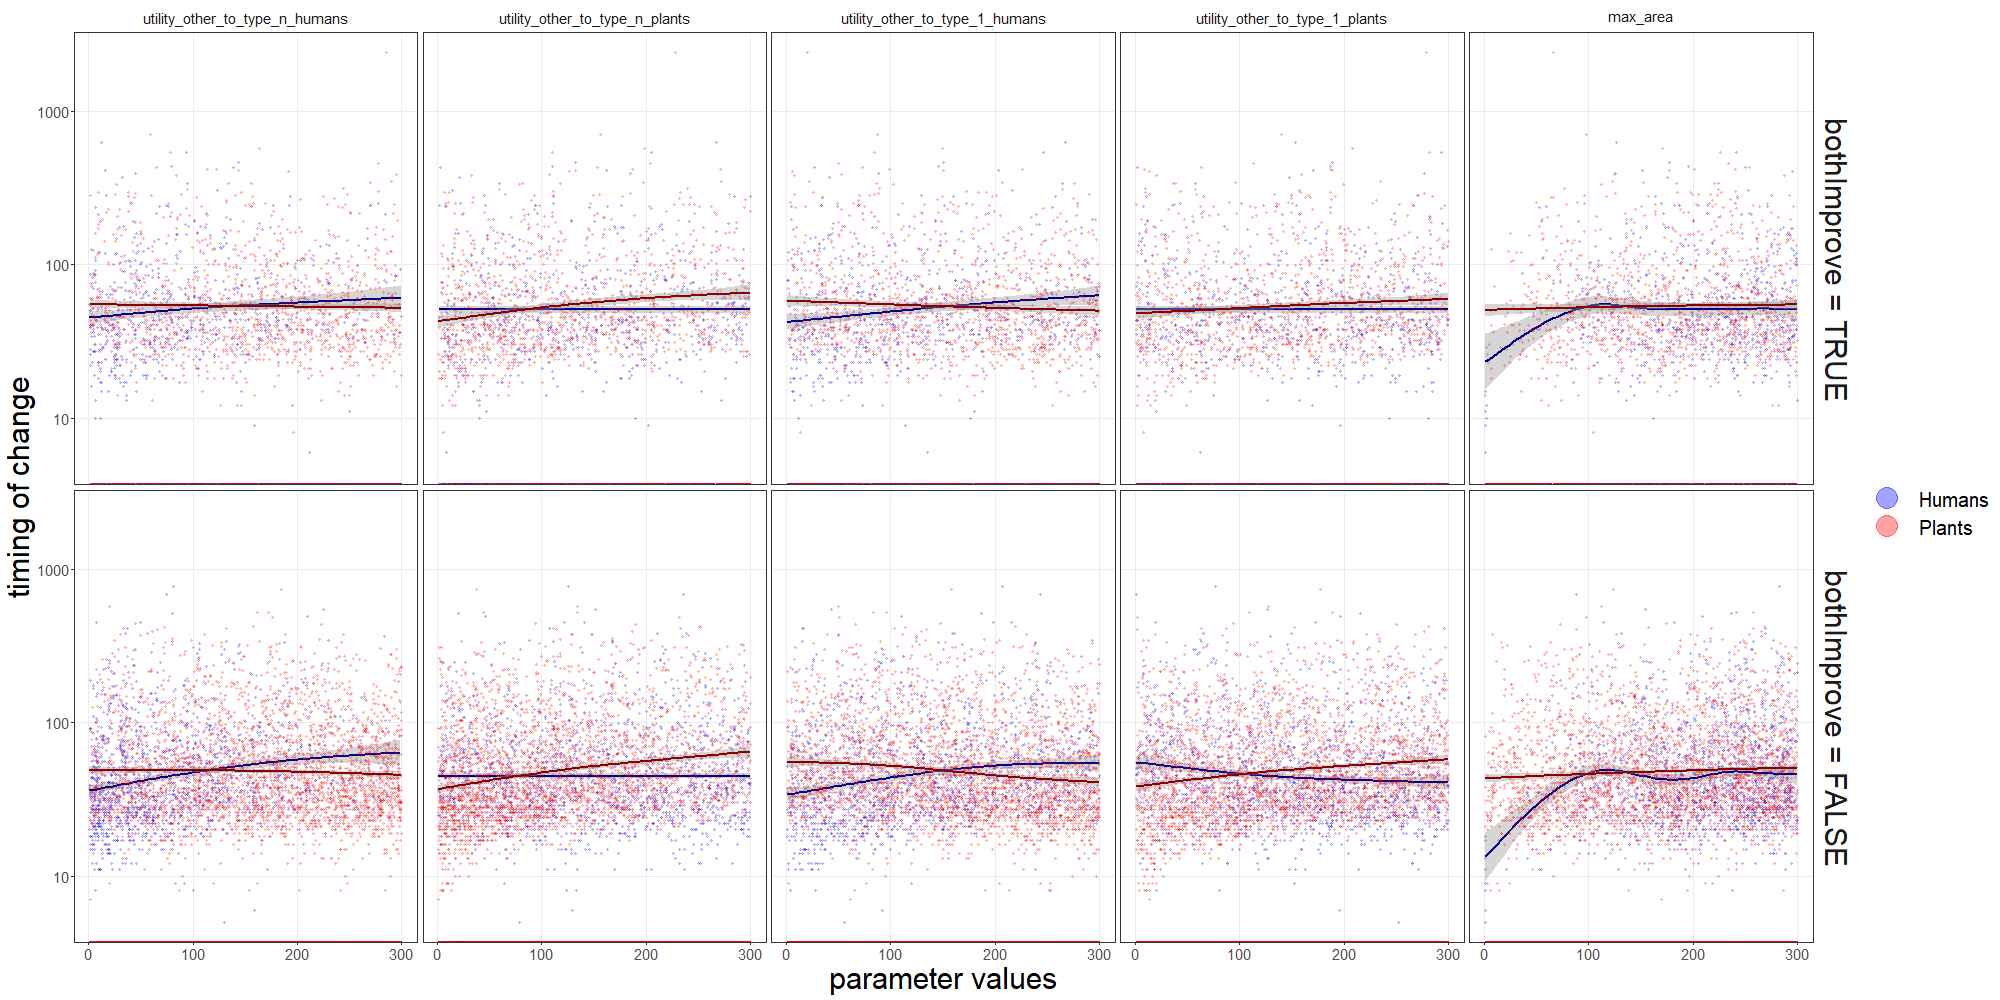 utility_other_to_type_n_humans
utility_other_to_type_n_plants
utility_other_to_type_1_humans
utility_other_to_type_1_plants
max_area
1000
100
10
bothImprove = TRUE
1000
100
10
bothImprove = FALSE
timing of change
0 100 200 300
0 100 200 300
0 100 200 300
0 100 200 300
0 100 200 300
parameter values
Humans
Plants